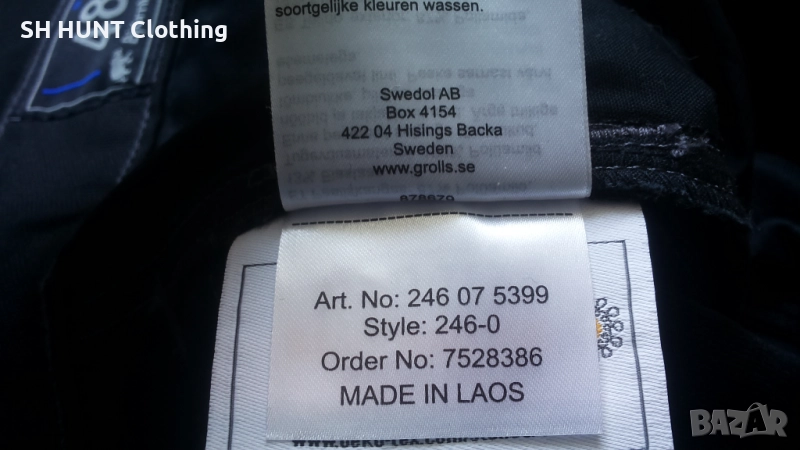 SH HUNT Clothing
soortgelijke kleuren wassen.
Swedol AB
Box 4154
422 04 Hisings Backa
Sweden
www.grolls.se
Art. No: 246 07 5399
Style: 246-0
Order No: 7528386
MADE IN LAOS
BAZAR